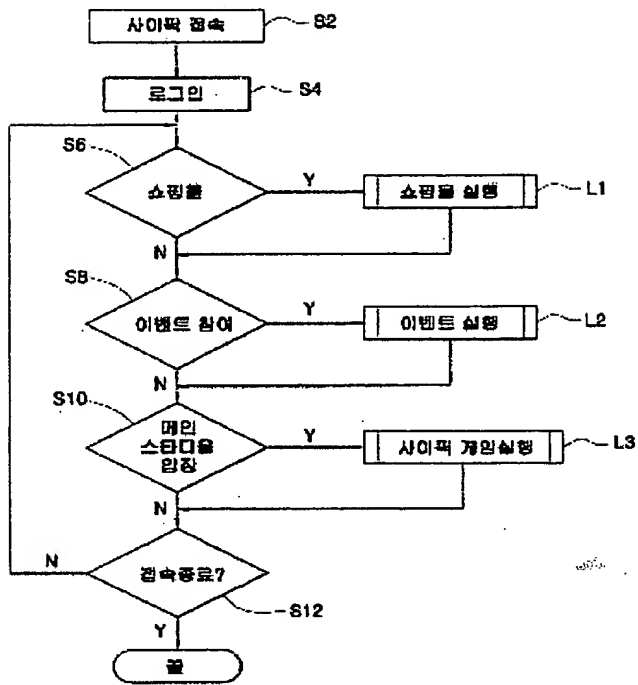 사이픽 접속
S2
로그인
S4
S6
쇼핑몰
Y
쇼핑몰 실행
L1
N
S8
이벤트 참여
Y
이벤트 실행
L2
N
S10
메인
스타디움
입장
Y
사이픽 게임실행
L3
N
접속종료?
N
S12
Y
끝